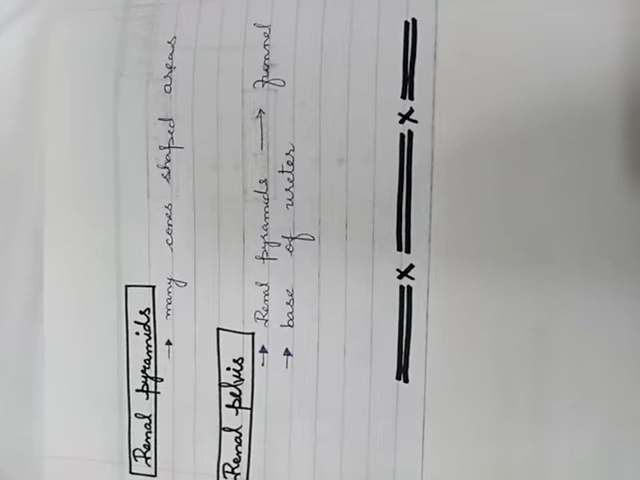 Renal pyramids
→ many cones shaped areas
Renal pelvis
→ Renal pyramids → funnel
→ base of ureter